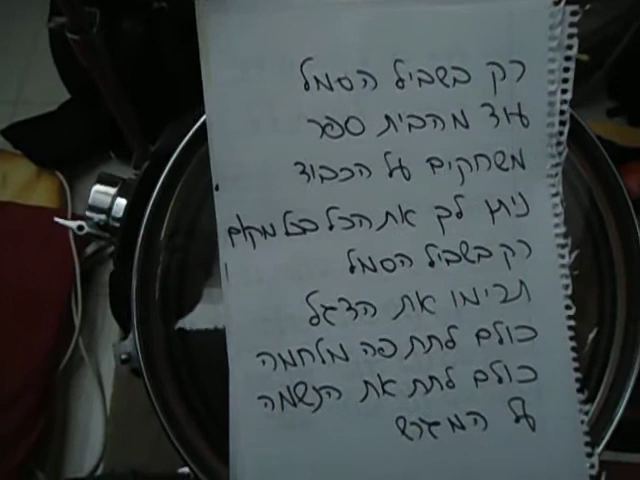 רק בשביל הסמל
עוד מהבית ספר
משחקים על הכבוד
ניתן לך את הכל בכל מקום
רק בשביל הסמל
תרימו את הדגל
כולם לתת פה מלחמה
כולם לתת את הנשמה
על המגרש